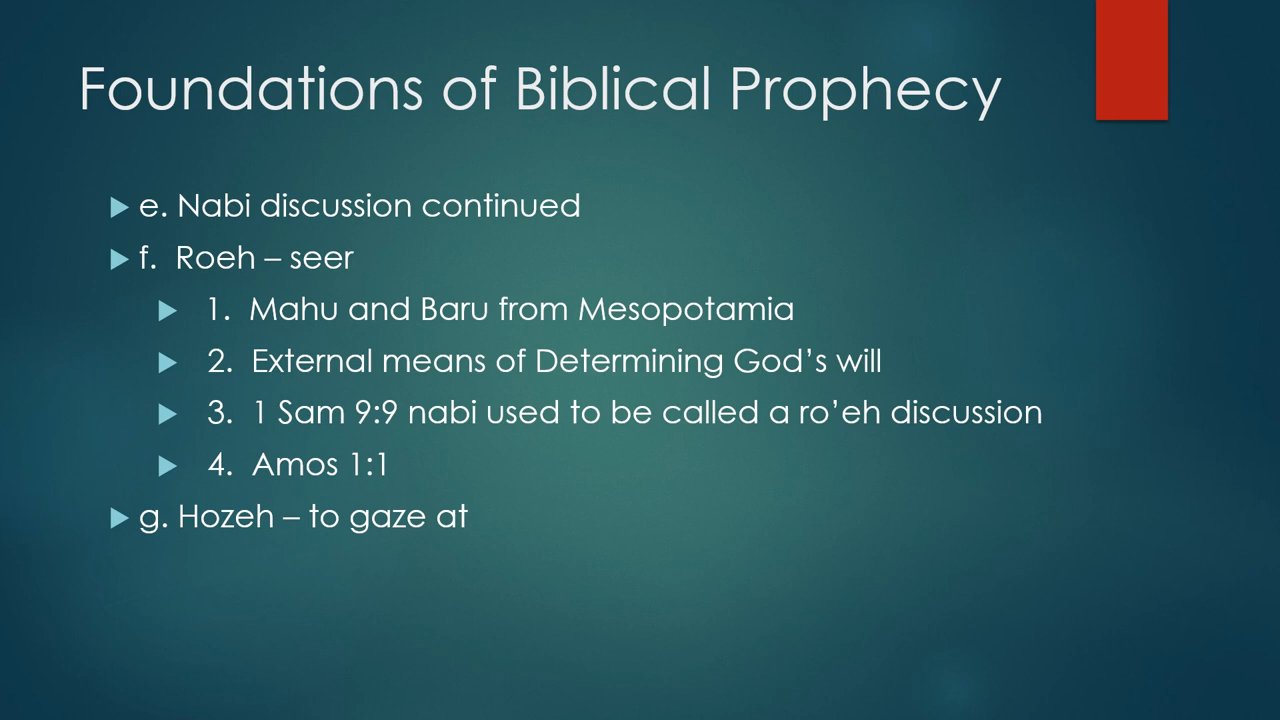 Foundations of Biblical Prophecy
e. Nabi discussion continued
f. Roeh – seer
1. Mahu and Baru from Mesopotamia
2. External means of Determining God’s will
3. 1 Sam 9:9 nabi used to be called a ro’eh discussion
4. Amos 1:1
g. Hozeh – to gaze at